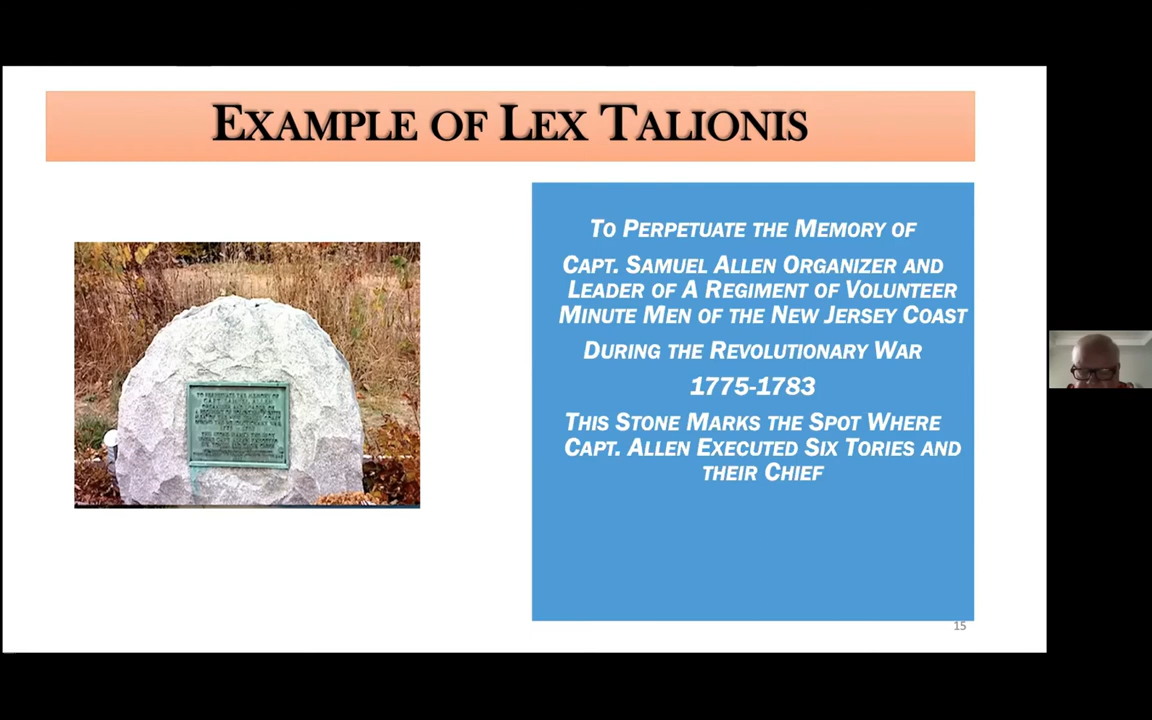 EXAMPLE OF LEX TALIONIS
TO PERPETUATE THE MEMORY OF
CAPT. SAMUEL ALLEN ORGANIZER AND
LEADER OF A REGIMENT OF VOLUNTEER
MINUTE MEN OF THE NEW JERSEY COAST
DURING THE REVOLUTIONARY WAR
1775-1783
THIS STONE MARKS THE SPOT WHERE
CAPT. ALLEN EXECUTED SIX TORIES AND
THEIR CHIEF
15